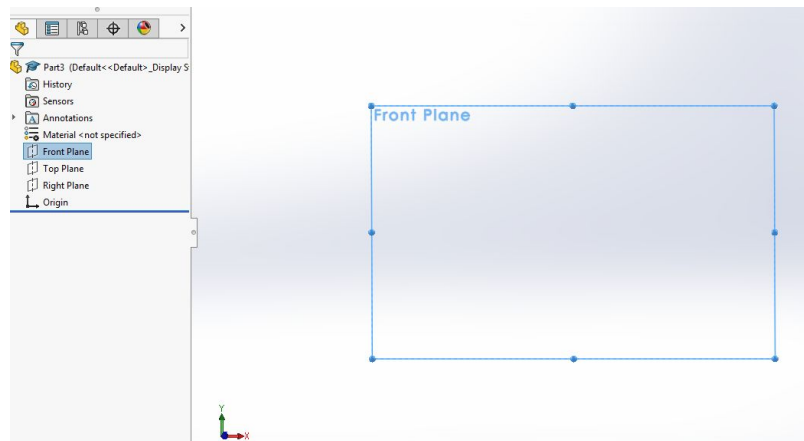 Part3 (Default<<Default>_Display S
History
Sensors
Annotations
Material <not specified>
Front Plane
Top Plane
Right Plane
Origin
Front Plane
Y
X